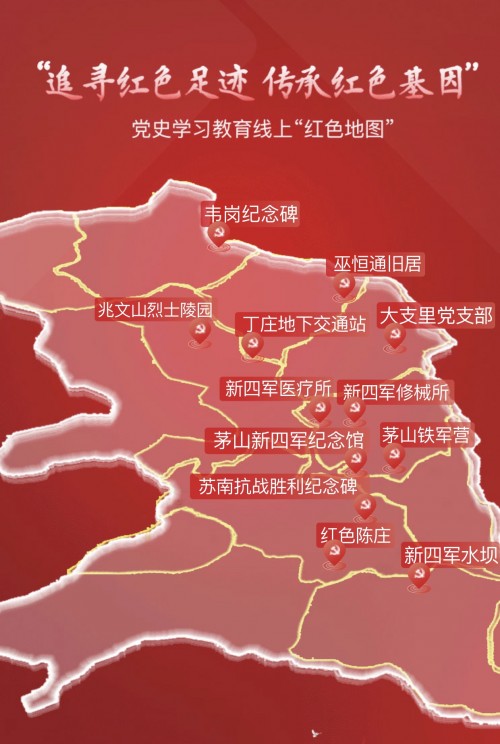 “追寻红色足迹 传承红色基因”
党史学习教育线上“红色地图”
韦岗纪念碑
巫恒通旧居
兆文山烈士陵园
丁庄地下交通站
大支里党支部
新四军医疗所
新四军修械所
茅山新四军纪念馆
茅山铁军营
苏南抗战胜利纪念碑
红色陈庄
新四军水坝